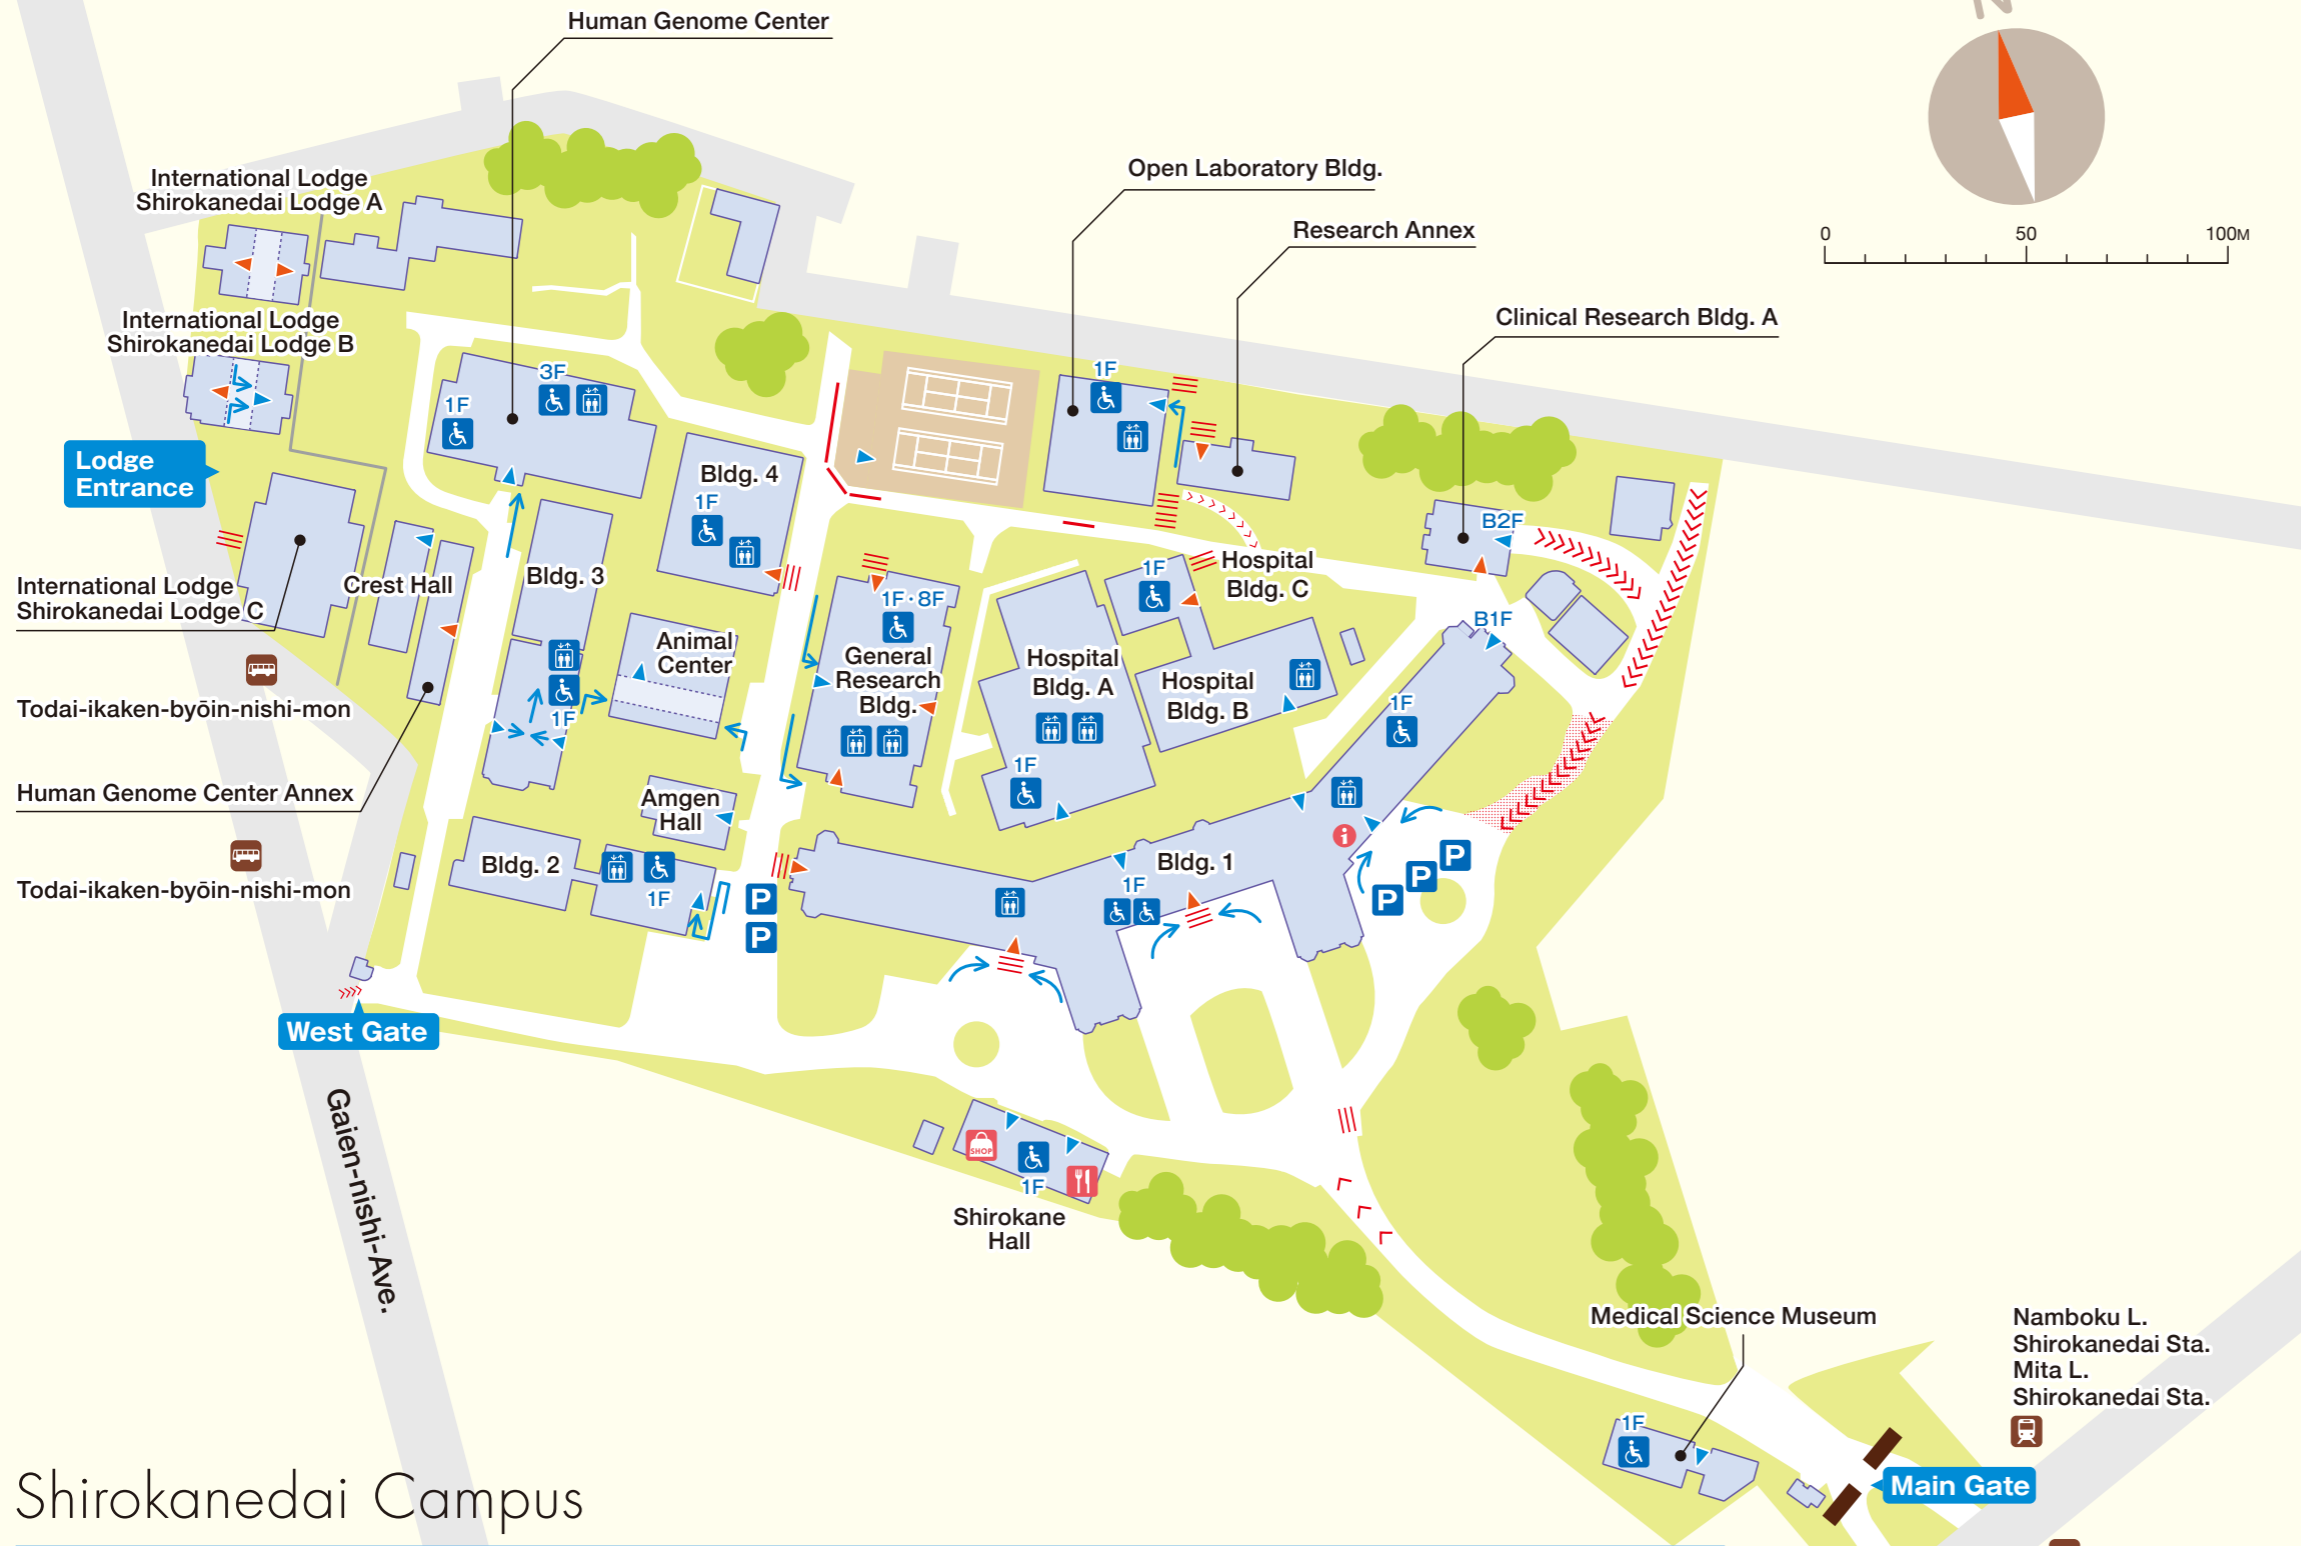 Human Genome Center
N
Open Laboratory Bldg.
International Lodge
Shirokanedai Lodge A
Research Annex
0 50 100M
International Lodge
Shirokanedai Lodge B
Clinical Research Bldg. A
3F
1F
1F
Lodge
Entrance
Bldg. 4
1F
B2F
International Lodge
Shirokanedai Lodge C
Crest Hall
Bldg. 3
1F
Hospital
Bldg. C
1F·8F
B1F
Animal
Center
General
Research
Bldg.
Hospital
Bldg. A
Hospital
Bldg. B
Todai-ikaken-byōin-nishi-mon
1F
1F
1F
Human Genome Center Annex
Amgen
Hall
Bldg. 2
1F
Bldg. 1
1F
i
P
P
P
P
P
Todai-ikaken-byōin-nishi-mon
West Gate
Gaien-nishi-Ave.
SHOP
1F
Shirokane
Hall
Medical Science Museum
Namboku L.
Shirokanedai Sta.
Mita L.
Shirokanedai Sta.
1F
Main Gate
Shirokanedai Campus